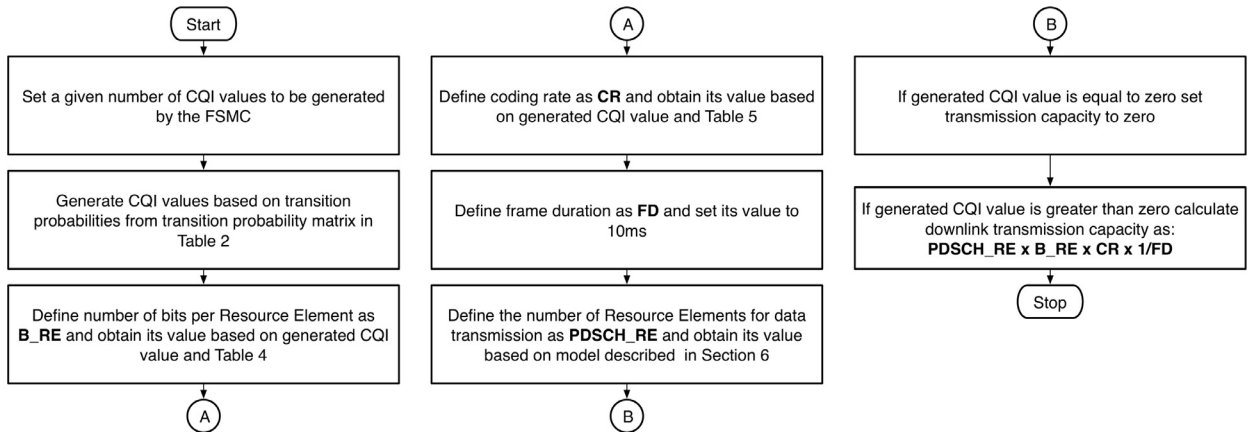 Start
Set a given number of CQI values to be generated
by the FSMC
Generate CQI values based on transition
probabilities from transition probability matrix in
Table 2
Define number of bits per Resource Element as
B_RE and obtain its value based on generated CQI
value and Table 4
A
A
Define coding rate as CR and obtain its value based
on generated CQI value and Table 5
Define frame duration as FD and set its value to
10ms
Define the number of Resource Elements for data
transmission as PDSCH_RE and obtain its value
based on model described in Section 6
B
B
If generated CQI value is equal to zero set
transmission capacity to zero
If generated CQI value is greater than zero calculate
downlink transmission capacity as:
PDSCH_RE x B_RE x CR x 1/FD
Stop